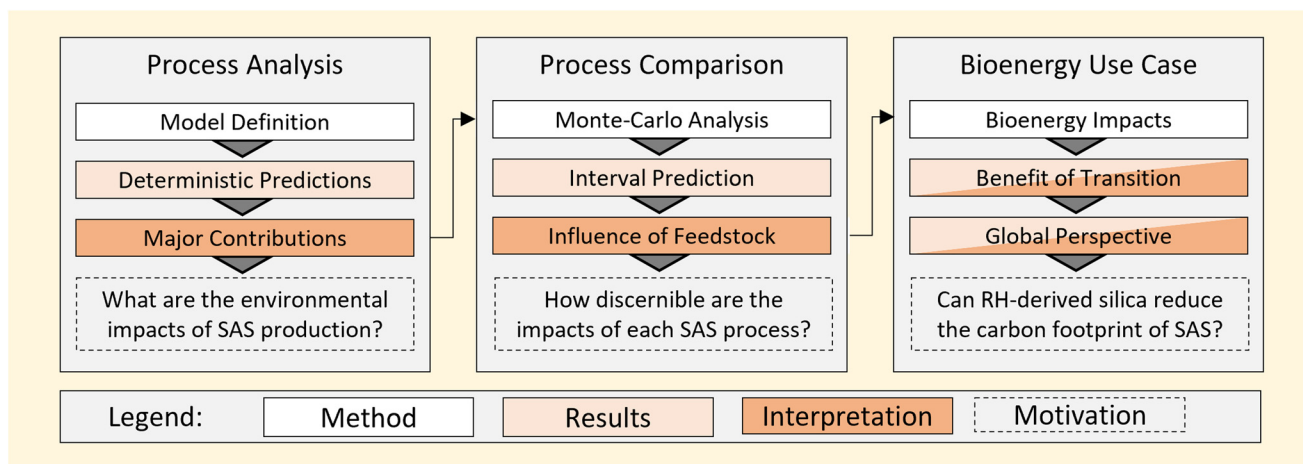 Process Analysis
Model Definition
Deterministic Predictions
Major Contributions
What are the environmental
impacts of SAS production?
Process Comparison
Monte-Carlo Analysis
Interval Prediction
Influence of Feedstock
How discernible are the
impacts of each SAS process?
Bioenergy Use Case
Bioenergy Impacts
Benefit of Transition
Global Perspective
Can RH-derived silica reduce
the carbon footprint of SAS?
Legend:
Method
Results
Interpretation
Motivation